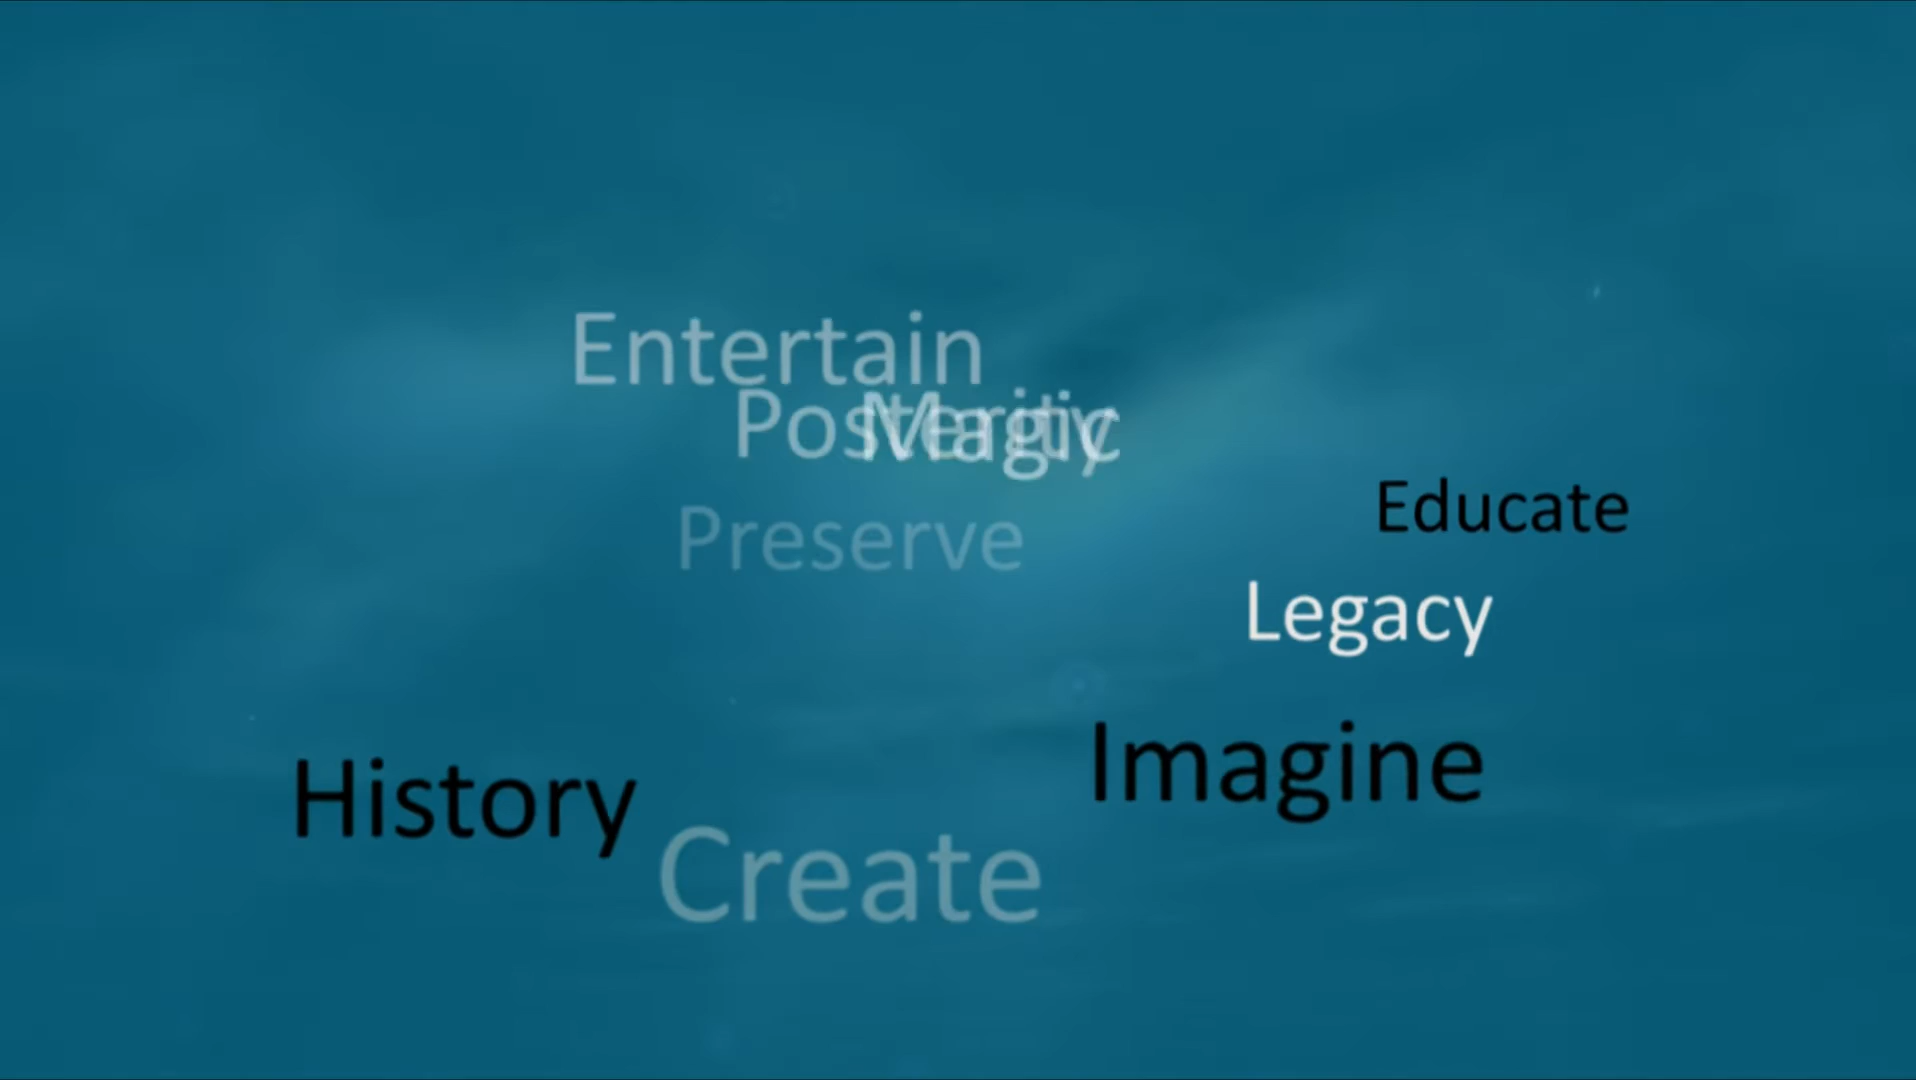 Entertain
Posterity
Magic
Educate
Preserve
Legacy
Imagine
History
Create